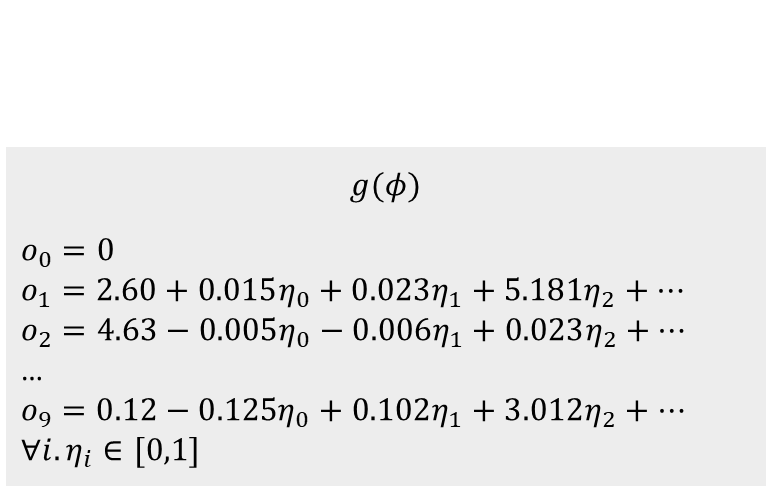 g(ϕ)
o₀ = 0
o₁ = 2.60 + 0.015η₀ + 0.023η₁ + 5.181η₂ + ⋯
o₂ = 4.63 − 0.005η₀ − 0.006η₁ + 0.023η₂ + ⋯
...
o₉ = 0.12 − 0.125η₀ + 0.102η₁ + 3.012η₂ + ⋯
∀i. ηᵢ ∈ [0,1]